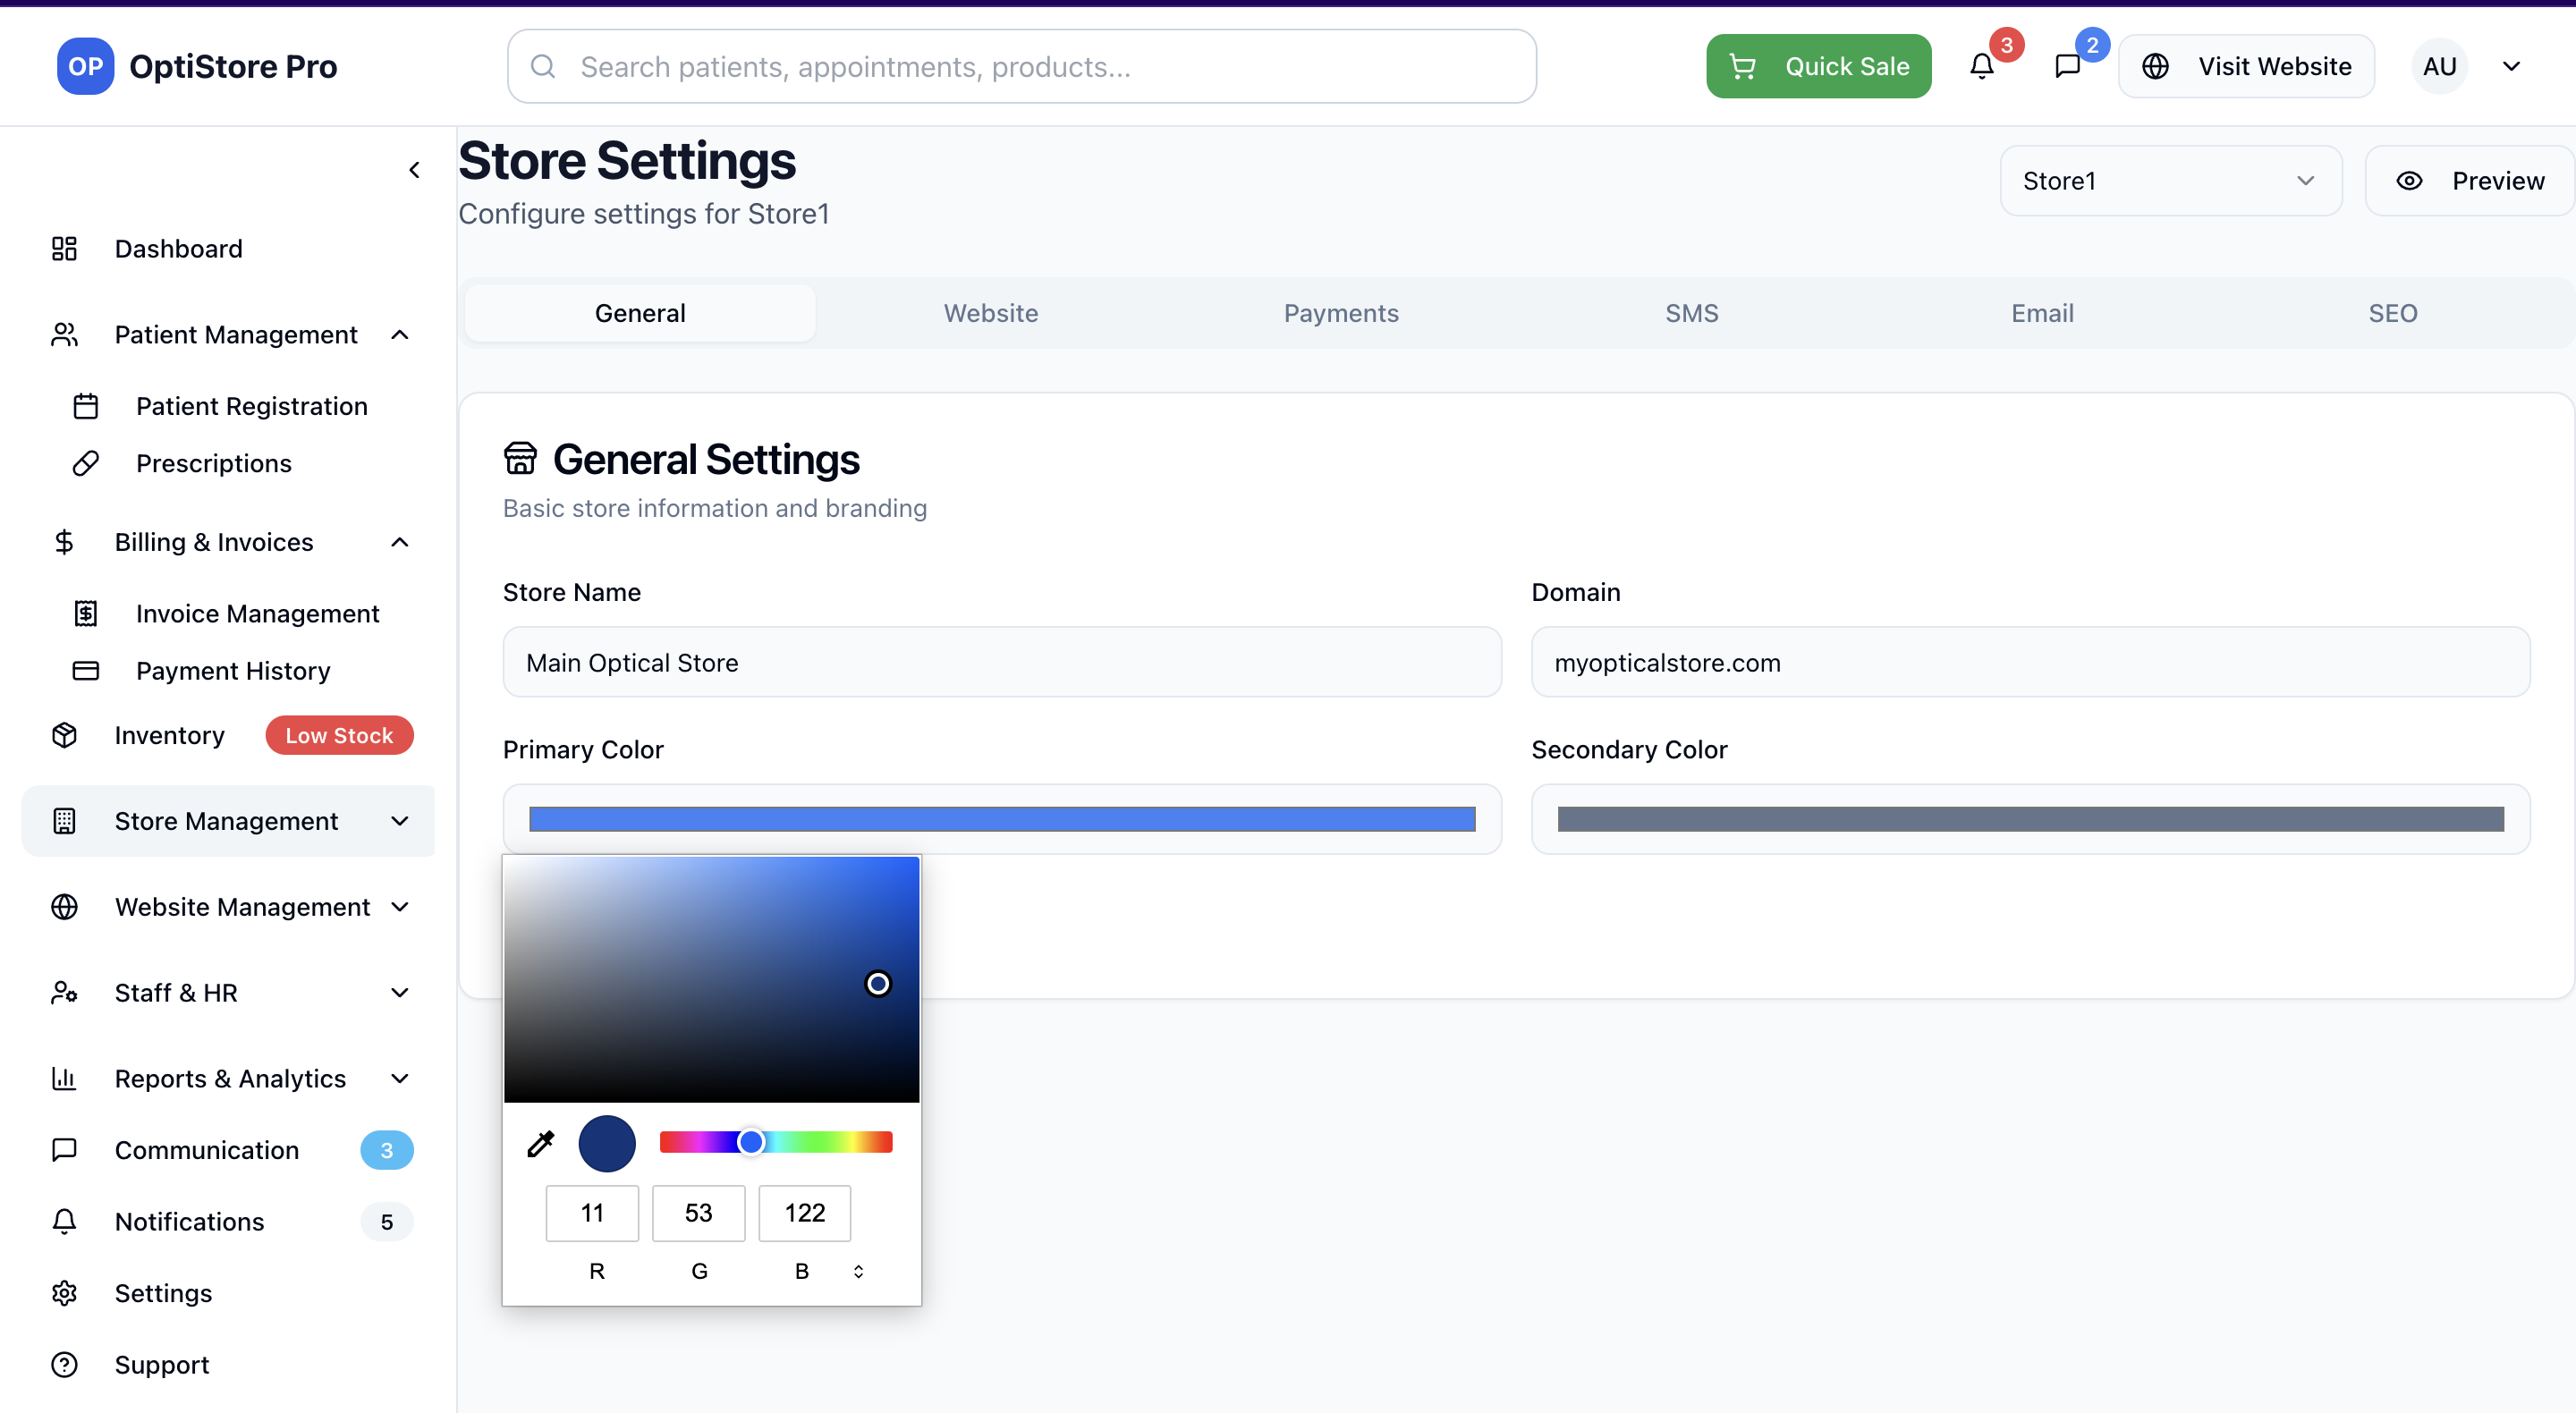 OP OptiStore Pro
Search patients, appointments, products...
Quick Sale
3
2
Visit Website
AU
Dashboard
Patient Management
Patient Registration
Prescriptions
Billing & Invoices
Invoice Management
Payment History
Inventory Low Stock
Store Management
Website Management
Staff & HR
Reports & Analytics
Communication 3
Notifications 5
Settings
Support
Store Settings
Configure settings for Store1
Store1
Preview
General Website Payments SMS Email SEO
General Settings
Basic store information and branding
Store Name
Main Optical Store
Domain
myopticalstore.com
Primary Color
Secondary Color
11 53 122
R G B